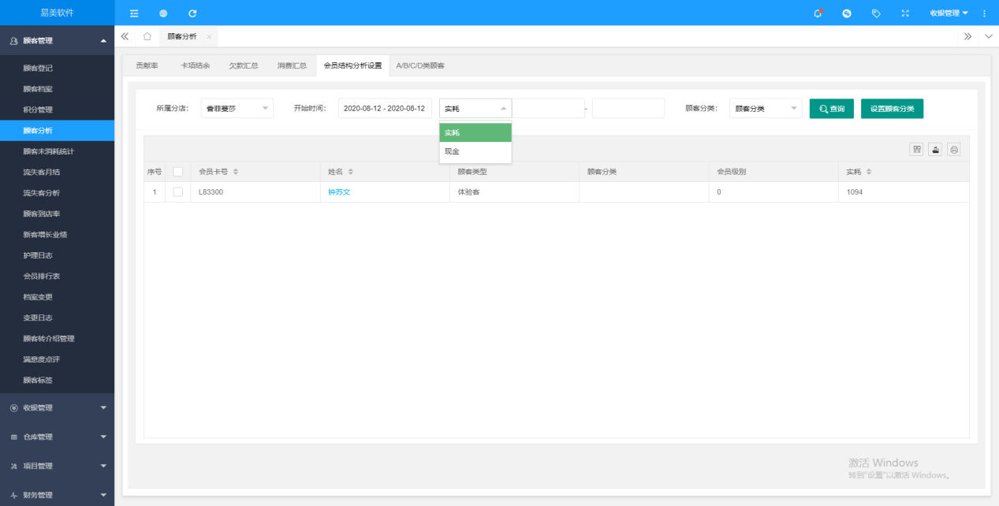 易美软件
收银管理
顾客管理
顾客分析
贡献率 卡项结余 欠款汇总 消费汇总 会员结构分析设置 A/B/C/D类顾客
顾客登记
顾客档案
积分管理
顾客分析
顾客未消耗统计
流失客月结
流失客分析
顾客到店率
新客增长业绩
护理日志
会员排行表
档案变更
变更日志
顾客转介绍管理
满意度点评
顾客标签
收银管理
仓库管理
项目管理
财务管理
所属分店: 香菲蔓莎 开始时间: 2020-08-12 - 2020-08-12 实耗 - 顾客分类: 顾客分类 查询 设置顾客分类
实耗
现金
序号 会员卡号 姓名 顾客类型 顾客分类 会员级别 实耗
1 L83300 钟苏文 体验客 0 1094
激活 Windows
转到"设置"以激活 Windows。